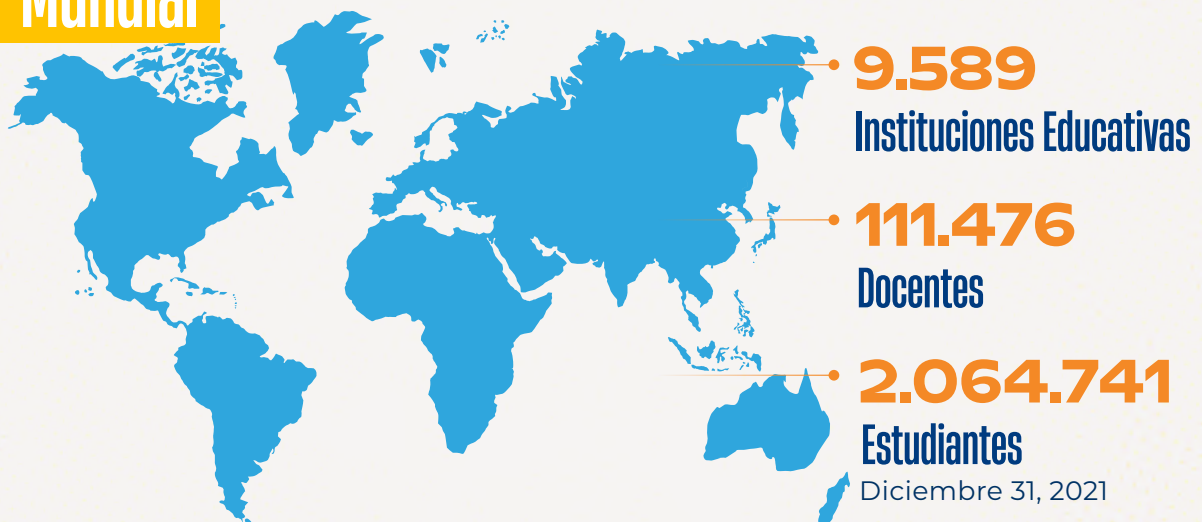 Mundial
9.589
Instituciones Educativas
111.476
Docentes
2.064.741
Estudiantes
Diciembre 31, 2021